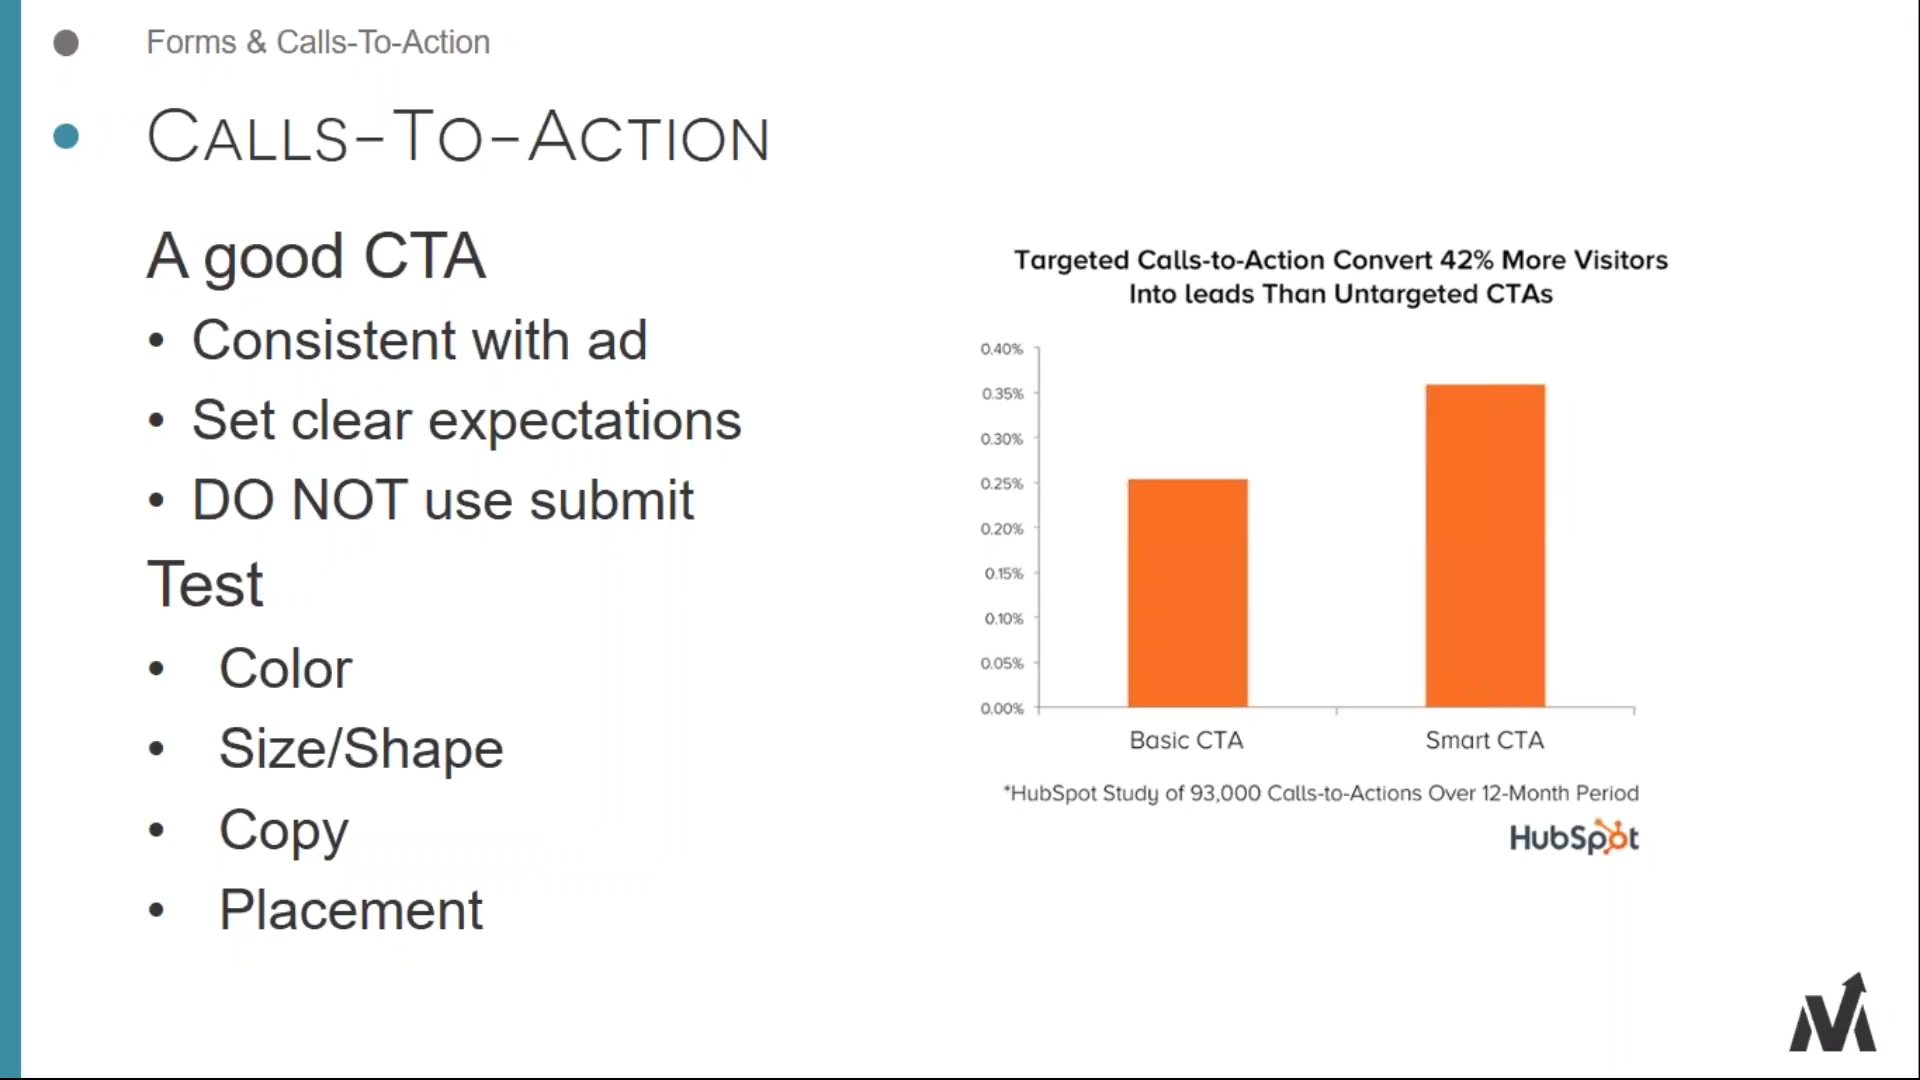 Forms & Calls-To-Action
CALLS-TO-ACTION
A good CTA
• Consistent with ad
• Set clear expectations
• DO NOT use submit
Test
• Color
• Size/Shape
• Copy
• Placement
Targeted Calls-to-Action Convert 42% More Visitors
Into leads Than Untargeted CTAs
0.40%
0.35%
0.30%
0.25%
0.20%
0.15%
0.10%
0.05%
0.00%
Basic CTA
Smart CTA
*HubSpot Study of 93,000 Calls-to-Actions Over 12-Month Period
HubSpot